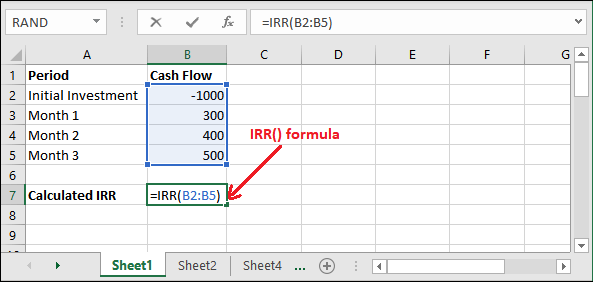 RAND =IRR(B2:B5)
A B C D E F G
1 Period Cash Flow
2 Initial Investment -1000
3 Month 1 300
4 Month 2 400 IRR() formula
5 Month 3 500
6
7 Calculated IRR =IRR(B2:B5)
8
9
Sheet1 Sheet2 Sheet4 ...